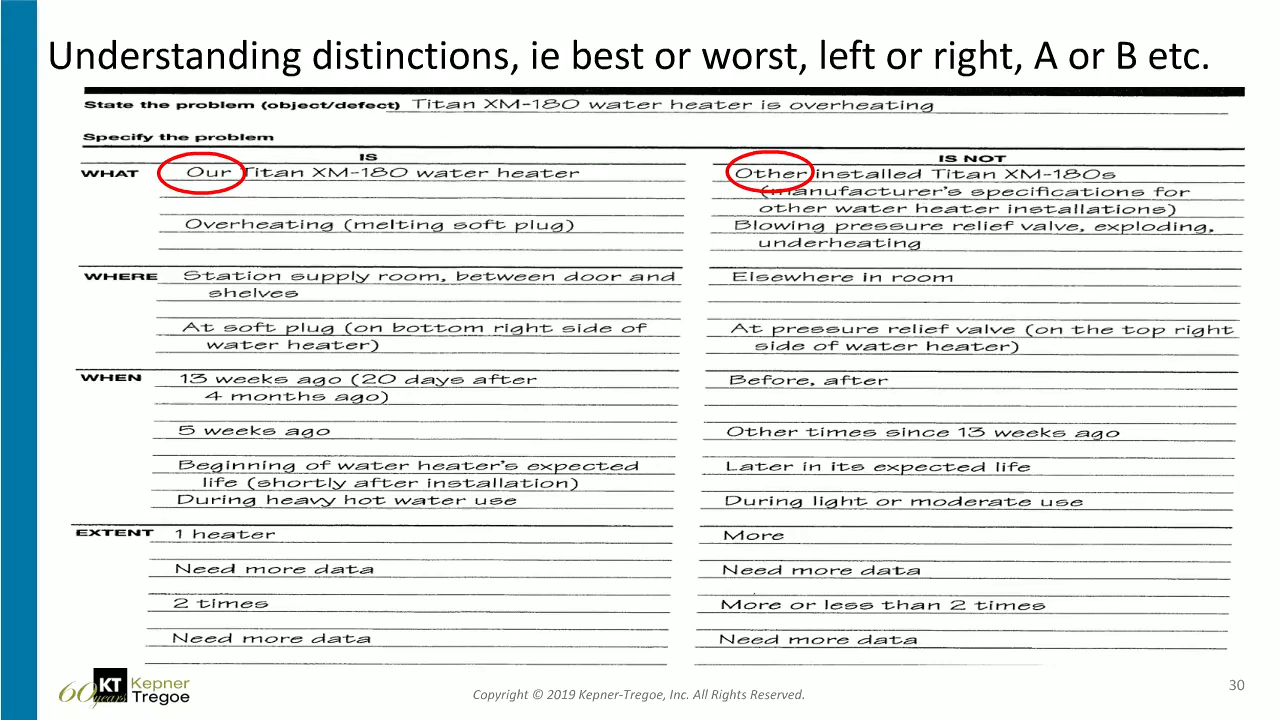 Understanding distinctions, ie best or worst, left or right, A or B etc.
State the problem (object/defect) Titan XM-180 water heater is overheating
Specify the problem
IS
IS NOT
WHAT
Our Titan XM-180 water heater
Other installed Titan XM-180s
(manufacturer's specifications for
other water heater installations)
Overheating (melting soft plug)
Blowing pressure relief valve, exploding,
underheating
WHERE
Station supply room, between door and
shelves
Elsewhere in room
At soft plug (on bottom right side of
water heater)
At pressure relief valve (on the top right
side of water heater)
WHEN
13 weeks ago (20 days after
4 months ago)
Before, after
5 weeks ago
Other times since 13 weeks ago
Beginning of water heater's expected
life (shortly after installation)
Later in its expected life
During heavy hot water use
During light or moderate use
EXTENT
1 heater
More
Need more data
Need more data
2 times
More or less than 2 times
Need more data
Need more data
60 years
KT
Kepner
Tregoe
Copyright © 2019 Kepner-Tregoe, Inc. All Rights Reserved.
30